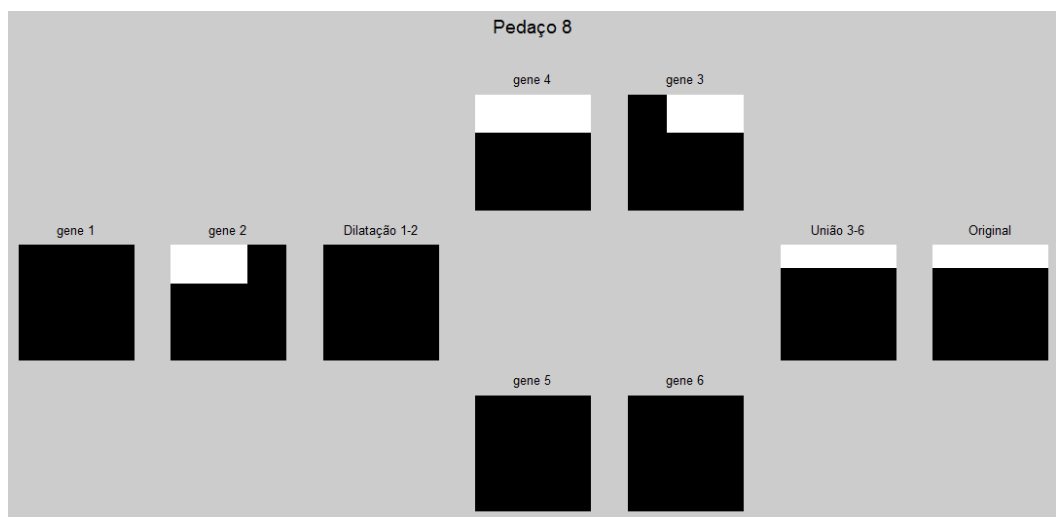 Pedaço 8
gene 4
gene 3
gene 1
gene 2
Dilatação 1-2
União 3-6
Original
gene 5
gene 6